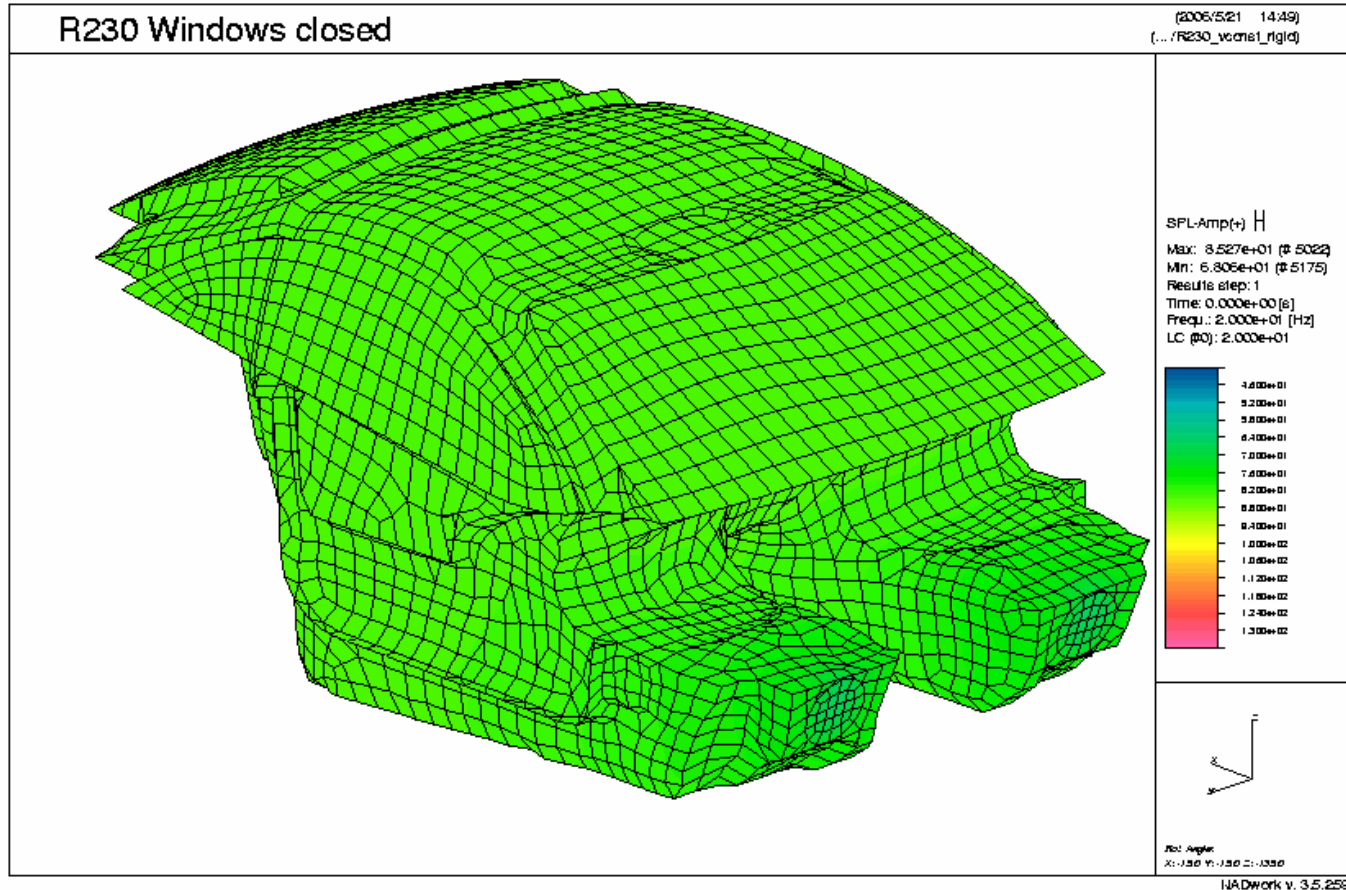 R230 Windows closed
(2006/5/21 14:49)
(.../R230_vccns1_rigid)
SPL-Amp(+) H
Max: 8.527e+01 (# 5022)
Min: 6.806e+01 (# 5175)
Results step: 1
Time: 0.000e+00 [s]
Frequ.: 2.000e+01 [Hz]
LC (#0): 2.000e+01
4.600e+01
5.200e+01
5.800e+01
6.400e+01
7.000e+01
7.600e+01
8.200e+01
8.800e+01
9.400e+01
1.000e+02
1.060e+02
1.120e+02
1.180e+02
1.240e+02
1.300e+02
Rot Angle: